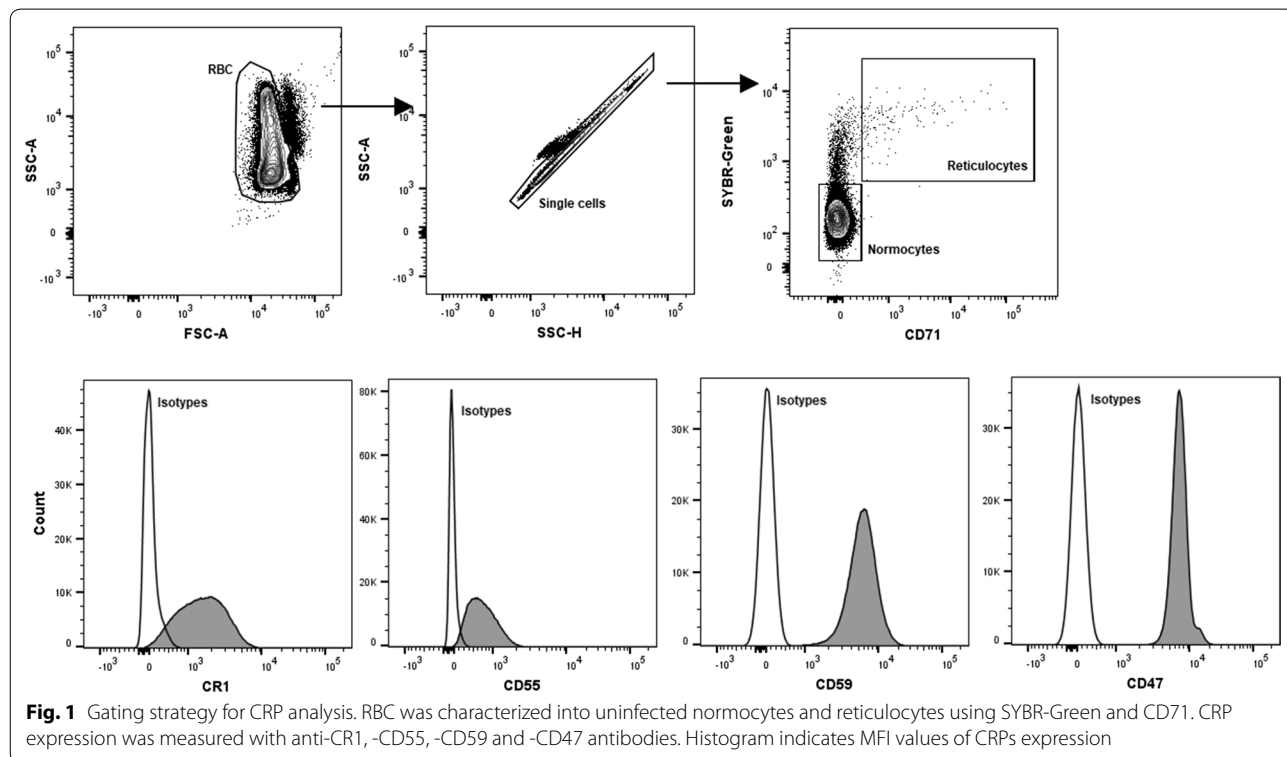 10^5
10^4
10^3
0
-10^3
SSC-A
RBC
-10^3 0 10^3 10^4 10^5
FSC-A
10^5
10^4
10^3
0
-10^3
SSC-A
Single cells
-10^3 0 10^3 10^4 10^5
SSC-H
10^4
10^3
10^2
0
SYBR-Green
Reticulocytes
Normocytes
-10^3 0 10^3 10^4 10^5
CD71
Count
40K
30K
20K
10K
0
Isotypes
-10^3 0 10^3 10^4 10^5
CR1
80K
60K
40K
20K
0
Isotypes
-10^3 0 10^3 10^4 10^5
CD55
30K
20K
10K
0
Isotypes
-10^3 0 10^3 10^4 10^5
CD59
30K
20K
10K
0
Isotypes
-10^3 0 10^3 10^4 10^5
CD47
Fig. 1 Gating strategy for CRP analysis. RBC was characterized into uninfected normocytes and reticulocytes using SYBR-Green and CD71. CRP
expression was measured with anti-CR1, -CD55, -CD59 and -CD47 antibodies. Histogram indicates MFI values of CRPs expression